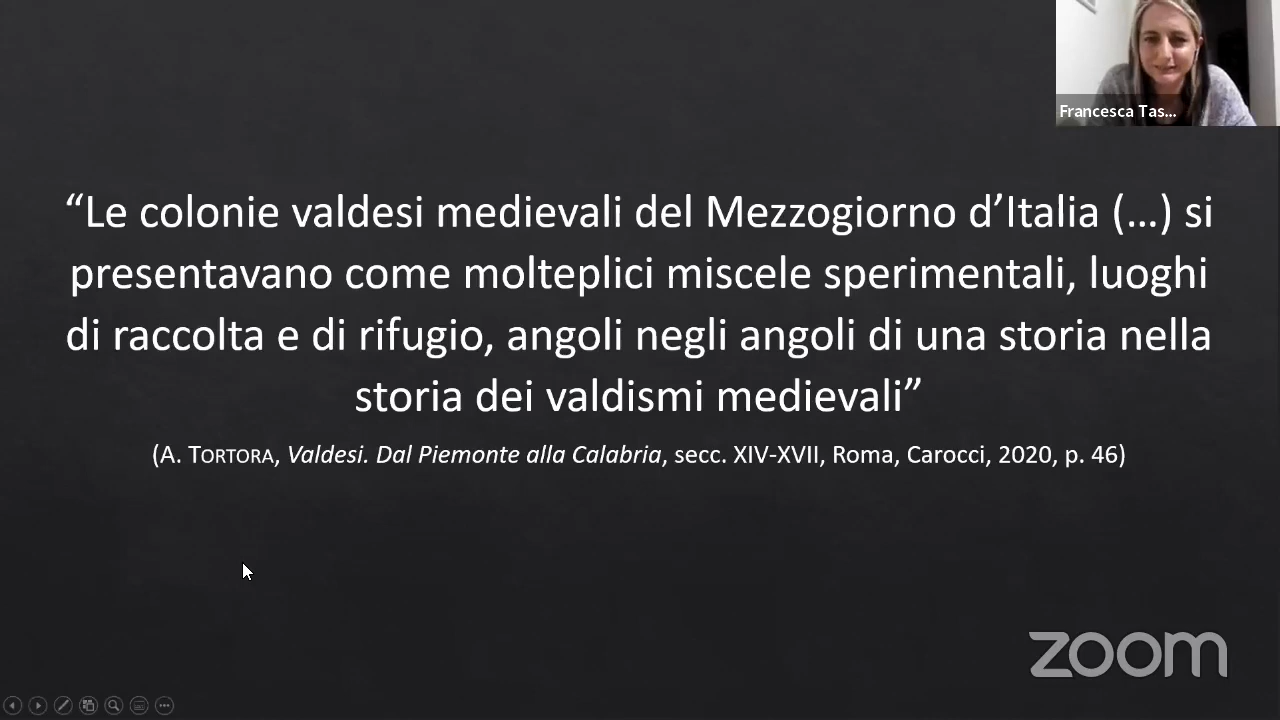 Francesca Tas...
“Le colonie valdesi medievali del Mezzogiorno d’Italia (...) si
presentavano come molteplici miscele sperimentali, luoghi
di raccolta e di rifugio, angoli negli angoli di una storia nella
storia dei valdismi medievali”
(A. TORTORA, Valdesi. Dal Piemonte alla Calabria, secc. XIV-XVII, Roma, Carocci, 2020, p. 46)
zoom